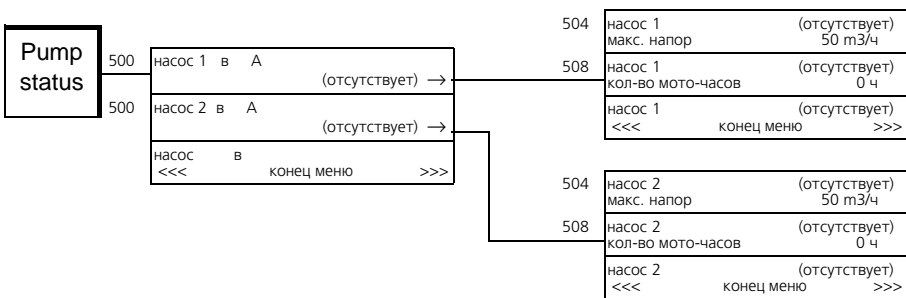 Pump
status
500 насос 1 в А
(отсутствует) →
500 насос 2 в А
(отсутствует) →
насос в
<<< конец меню >>>
504 насос 1 (отсутствует)
макс. напор 50 m3/ч
508 насос 1 (отсутствует)
кол-во мото-часов 0 ч
насос 1 (отсутствует)
<<< конец меню >>>
504 насос 2 (отсутствует)
макс. напор 50 m3/ч
508 насос 2 (отсутствует)
кол-во мото-часов 0 ч
насос 2 (отсутствует)
<<< конец меню >>>